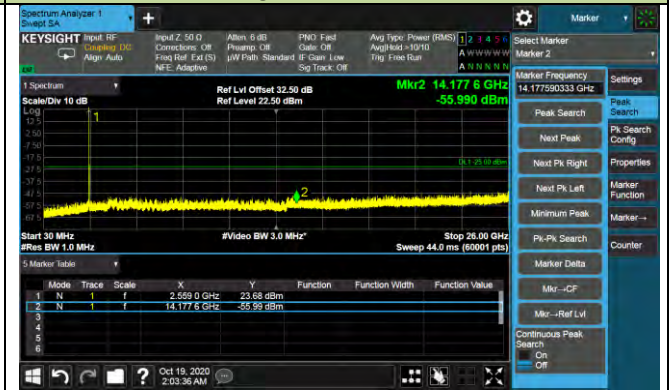 Spectrum Analyzer 1
Swept SA
+
Marker
KEYSIGHT Input: RF Input Z: 50 Ω Atten: 6 dB PNO: Fast Avg Type: Power (RMS) 1 2 3 4 5 6
Coupling: DC Corrections: Off Preamp: Off Gate: Off Avg|Hold:>10/10 A W W W W W
Align: Auto Freq Ref: Ext (S) µW Path: Standard IF Gain: Low Trig: Free Run
NFE: Adaptive Sig Track: Off A N N N N N
Select Marker
Marker 2
1 Spectrum
Ref Lvl Offset 32.50 dB
Mkr2 14.177 6 GHz
Scale/Div 10 dB
Ref Level 22.50 dBm
-55.990 dBm
Log
12.5
2.50
-7.50
-17.5
-27.5
-37.5
-47.5
-57.5
-67.5
1
2
DL1 -25.00 dBm
Start 30 MHz
#Video BW 3.0 MHz*
Stop 26.00 GHz
#Res BW 1.0 MHz
Sweep 44.0 ms (60001 pts)
5 Marker Table
Mode Trace Scale X Y Function Function Width Function Value
1 N 1 f 2.559 0 GHz 23.68 dBm
2 N 1 f 14.177 6 GHz -55.99 dBm
3
4
5
6
Marker Frequency
14.177590333 GHz
Peak Search
Next Peak
Next Pk Right
Next Pk Left
Minimum Peak
Pk-Pk Search
Marker Delta
Mkr→CF
Mkr→Ref Lvl
Continuous Peak
Search
On
Off
Settings
Peak
Search
Pk Search
Config
Properties
Marker
Function
Marker→
Counter
?
Oct 19, 2020
2:03:36 AM